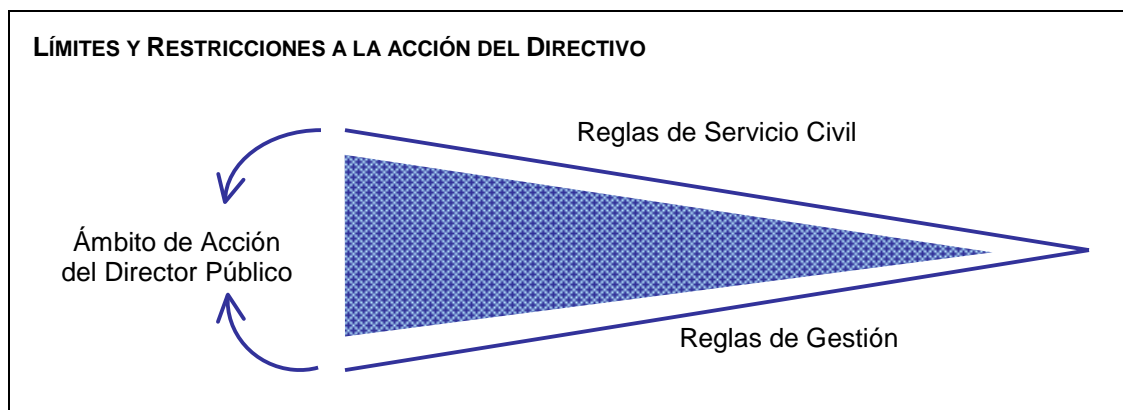 LÍMITES Y RESTRICCIONES A LA ACCIÓN DEL DIRECTIVO
Reglas de Servicio Civil
Ámbito de Acción
del Director Público
Reglas de Gestión